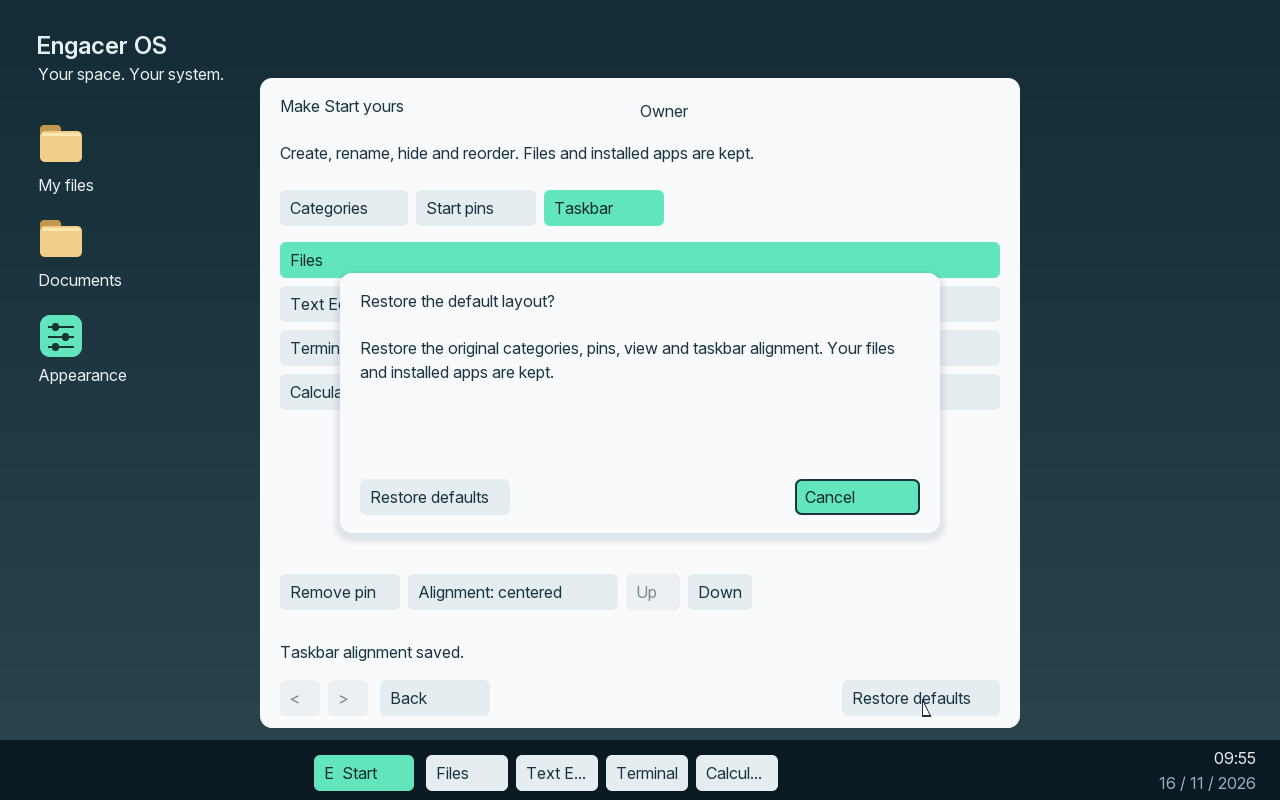 Engacer OS
Your space. Your system.
My files
Documents
Appearance
Make Start yours
Owner
Create, rename, hide and reorder. Files and installed apps are kept.
Categories
Start pins
Taskbar
Files
Text E
Termin
Calcula
Restore the default layout?
Restore the original categories, pins, view and taskbar alignment. Your files
and installed apps are kept.
Restore defaults
Cancel
Remove pin
Alignment: centered
Up
Down
Taskbar alignment saved.
<
>
Back
Restore defaults
E Start
Files
Text E...
Terminal
Calcul...
09:55
16 / 11 / 2026